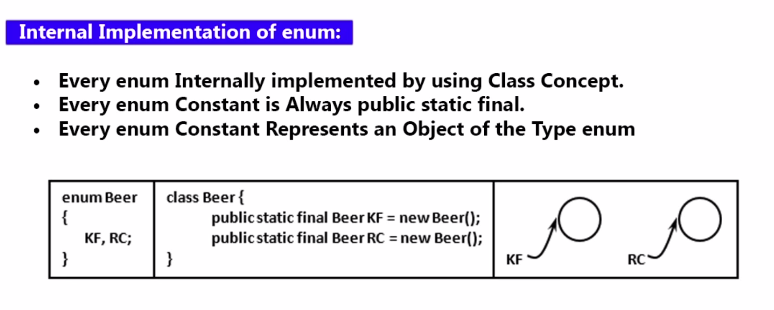 Internal Implementation of enum:
• Every enum Internally implemented by using Class Concept.
• Every enum Constant is Always public static final.
• Every enum Constant Represents an Object of the Type enum
enum Beer
{
KF, RC;
}
class Beer {
public static final Beer KF = new Beer();
public static final Beer RC = new Beer();
}
KF
RC